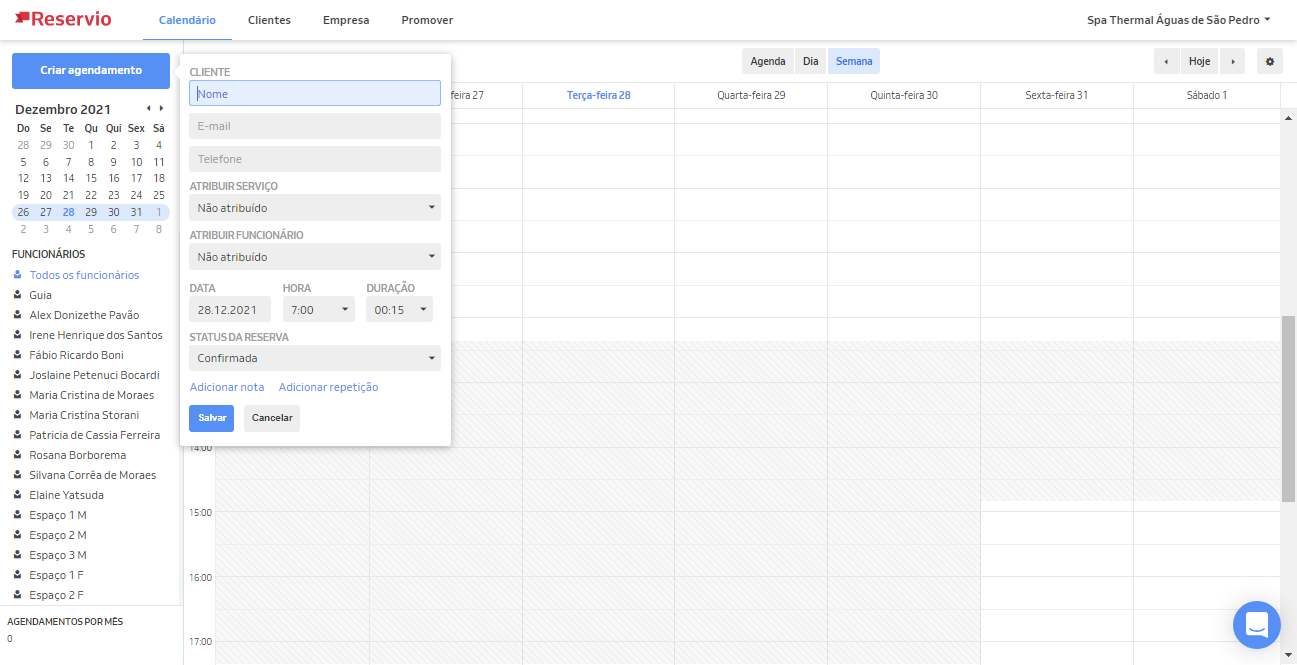 Reservio
Calendário
Clientes
Empresa
Promover
Spa Thermal Águas de São Pedro
Criar agendamento
Dezembro 2021
Do Se Te Qu Qui Sex Sá
28 29 30 1 2 3 4
5 6 7 8 9 10 11
12 13 14 15 16 17 18
19 20 21 22 23 24 25
26 27 28 29 30 31 1
2 3 4 5 6 7 8
FUNCIONÁRIOS
Todos os funcionários
Guia
Alex Donizethe Pavão
Irene Henrique dos Santos
Fábio Ricardo Boni
Joslaine Petenuci Bocardi
Maria Cristina de Moraes
Maria Cristina Storani
Patricia de Cassia Ferreira
Rosana Borborema
Silvana Corrêa de Moraes
Elaine Yatsuda
Espaço 1 M
Espaço 2 M
Espaço 3 M
Espaço 1 F
Espaço 2 F
AGENDAMENTOS POR MÊS
0
CLIENTE
Nome
E-mail
Telefone
ATRIBUIR SERVIÇO
Não atribuído
ATRIBUIR FUNCIONÁRIO
Não atribuído
DATA HORA DURAÇÃO
28.12.2021 7:00 00:15
STATUS DA RESERVA
Confirmada
Adicionar nota Adicionar repetição
Salvar Cancelar
Agenda Dia Semana
Hoje
feira 27 Terça-feira 28 Quarta-feira 29 Quinta-feira 30 Sexta-feira 31 Sábado 1
14:00
15:00
16:00
17:00